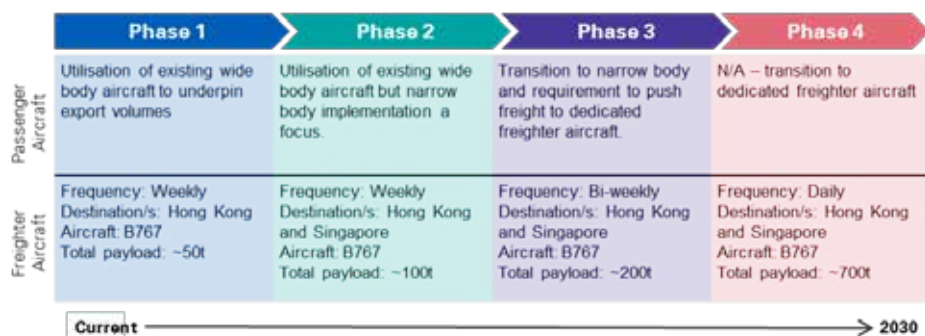 Phase 1
Phase 2
Phase 3
Phase 4
Passenger
Aircraft
Utilisation of existing wide
body aircraft to underpin
export volumes
Utilisation of existing wide
body aircraft but narrow
body implementation a
focus.
Transition to narrow body
and requirement to push
freight to dedicated
freighter aircraft.
N/A – transition to
dedicated freighter aircraft
Freighter
Aircraft
Frequency: Weekly
Destination/s: Hong Kong
Aircraft: B767
Total payload: ~50t
Frequency: Weekly
Destination/s: Hong Kong
and Singapore
Aircraft: B767
Total payload: ~100t
Frequency: Bi-weekly
Destination/s: Hong Kong
and Singapore
Aircraft: B767
Total payload: ~200t
Frequency: Daily
Destination/s: Hong Kong
and Singapore
Aircraft: B767
Total payload: ~700t
Current
2030